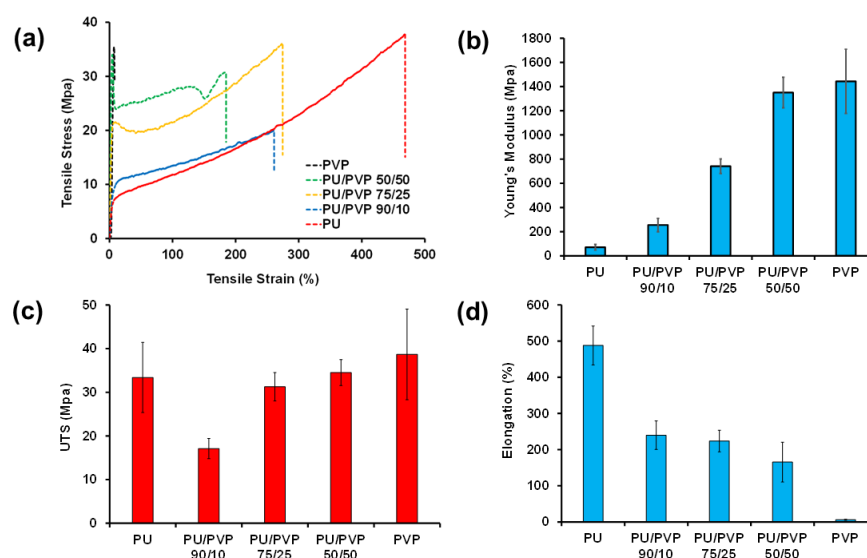 (a)
40
30
20
10
0
Tensile Stress (Mpa)
0 100 200 300 400 500
Tensile Strain (%)
PVP
PU/PVP 50/50
PU/PVP 75/25
PU/PVP 90/10
PU
(b)
1800
1600
1400
1200
1000
800
600
400
200
0
Young's Modulus (Mpa)
PU PU/PVP PU/PVP PU/PVP PVP
90/10 75/25 50/50
(c)
50
40
30
20
10
0
UTS (Mpa)
PU PU/PVP PU/PVP PU/PVP PVP
90/10 75/25 50/50
(d)
600
500
400
300
200
100
0
Elongation (%)
PU PU/PVP PU/PVP PU/PVP PVP
90/10 75/25 50/50